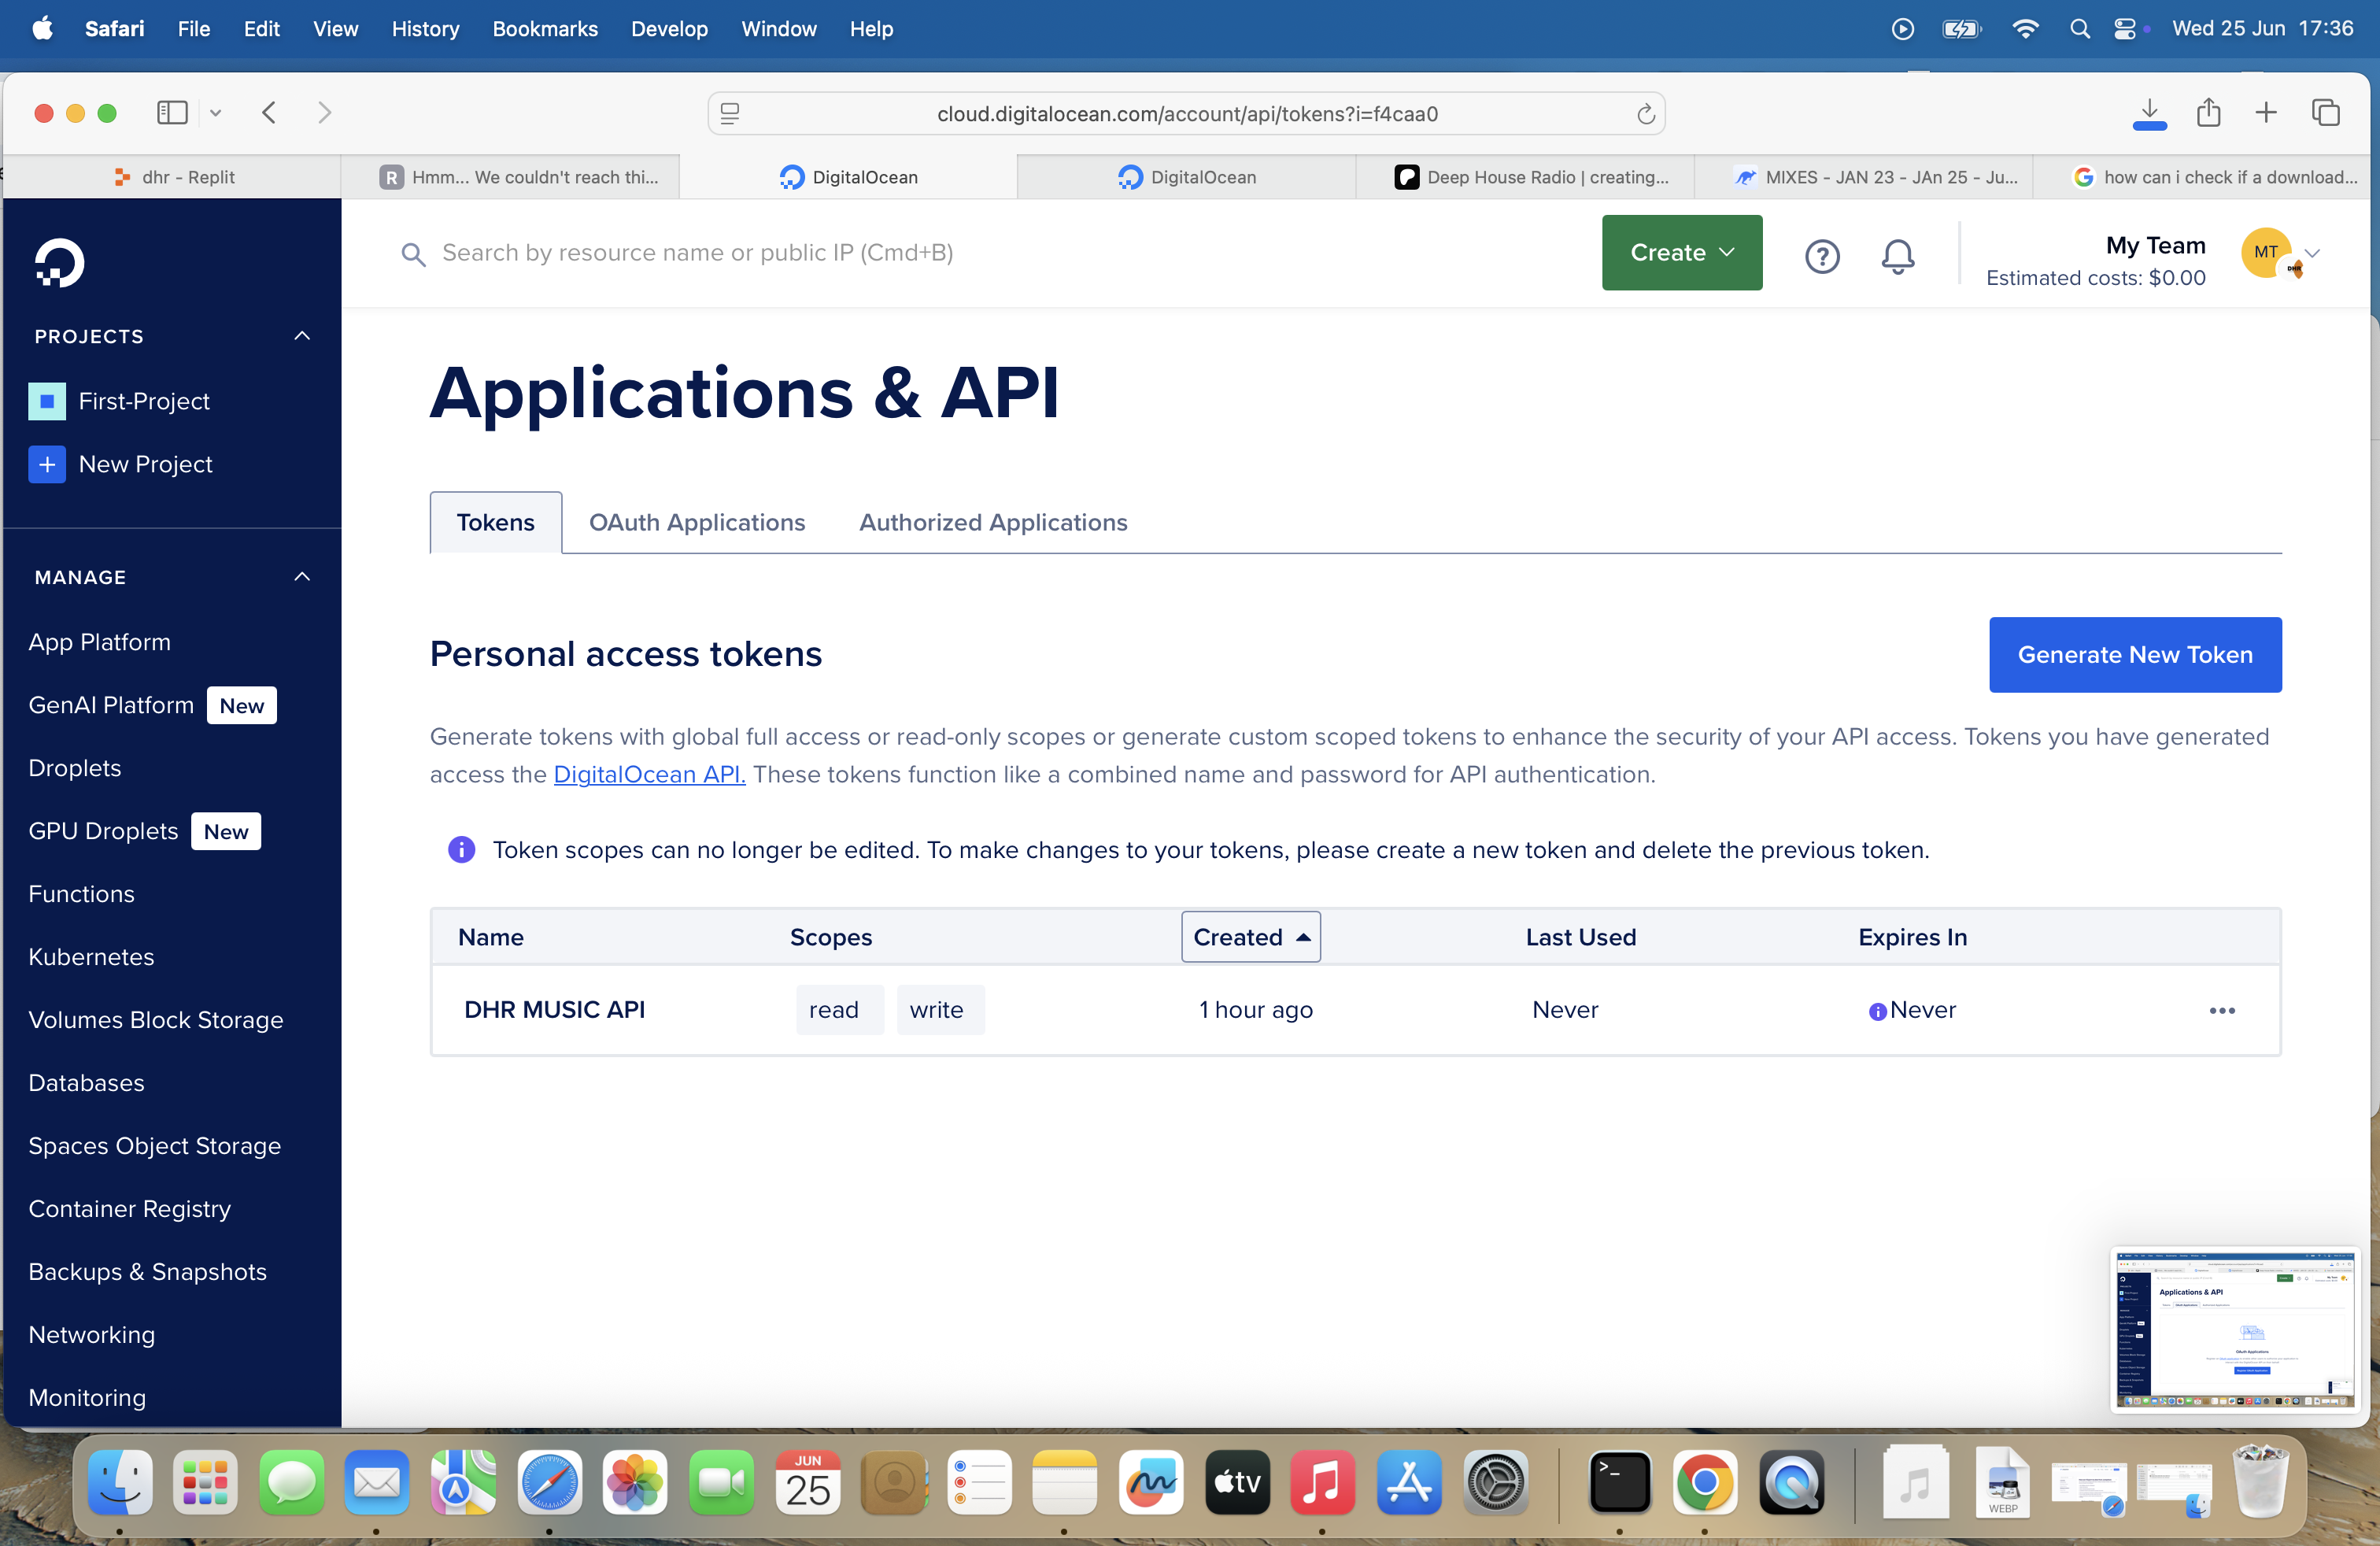 Safari File Edit View History Bookmarks Develop Window Help Wed 25 Jun 17:36
cloud.digitalocean.com/account/api/tokens?i=f4caa0
dhr - Replit
R Hmm... We couldn't reach thi...
DigitalOcean
DigitalOcean
Deep House Radio | creating...
MIXES - JAN 23 - JAn 25 - Ju...
how can i check if a download...
Search by resource name or public IP (Cmd+B)
Create
My Team
Estimated costs: $0.00
MT
DHR
PROJECTS
First-Project
New Project
MANAGE
App Platform
GenAI Platform New
Droplets
GPU Droplets New
Functions
Kubernetes
Volumes Block Storage
Databases
Spaces Object Storage
Container Registry
Backups & Snapshots
Networking
Monitoring
Applications & API
Tokens OAuth Applications Authorized Applications
Personal access tokens
Generate New Token
Generate tokens with global full access or read-only scopes or generate custom scoped tokens to enhance the security of your API access. Tokens you have generated
access the DigitalOcean API. These tokens function like a combined name and password for API authentication.
Token scopes can no longer be edited. To make changes to your tokens, please create a new token and delete the previous token.
Name Scopes Created Last Used Expires In
DHR MUSIC API read write 1 hour ago Never Never
Applications & API
JUN
25
tv
WEBP